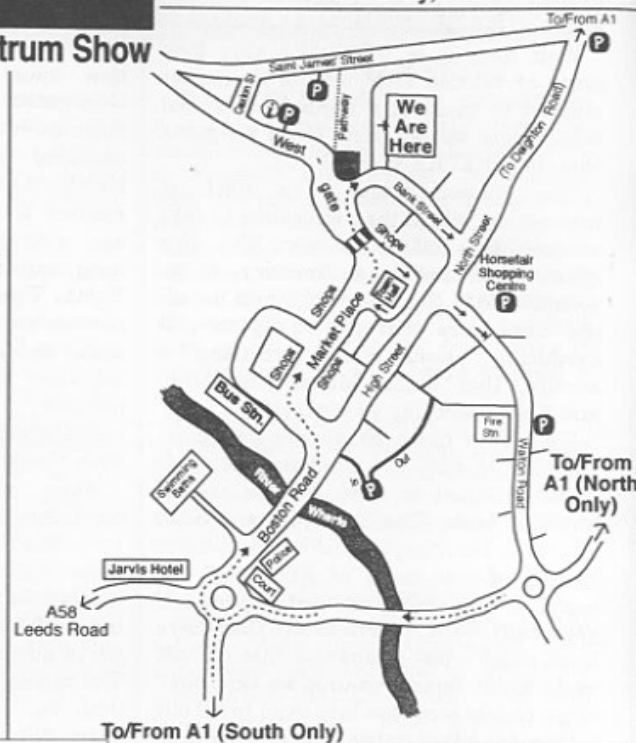 trum Show
To/From A1
P
Saint James' Street
P
(To Deighton Road)
i P
West
gate
Pathway
We
Are
Here
Bank Street
North Street
Shops
Horsefair
Shopping
Centre
P
Town
Hall
Shops
Market Place
Shops
Shops
High Street
Bus Stn.
Fire
Stn.
P
Walton Road
To/From
A1 (North
Only)
In
Out
P
Swimming
Baths
River Wharfe
Boston Road
Police
Court
Jarvis Hotel
A58
Leeds Road
To/From A1 (South Only)